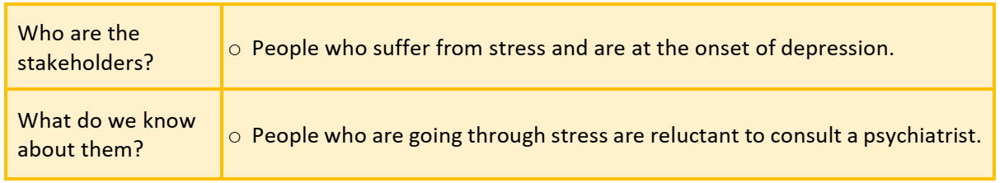 Who are the
stakeholders?
o People who suffer from stress and are at the onset of depression.
What do we know
about them?
o People who are going through stress are reluctant to consult a psychiatrist.